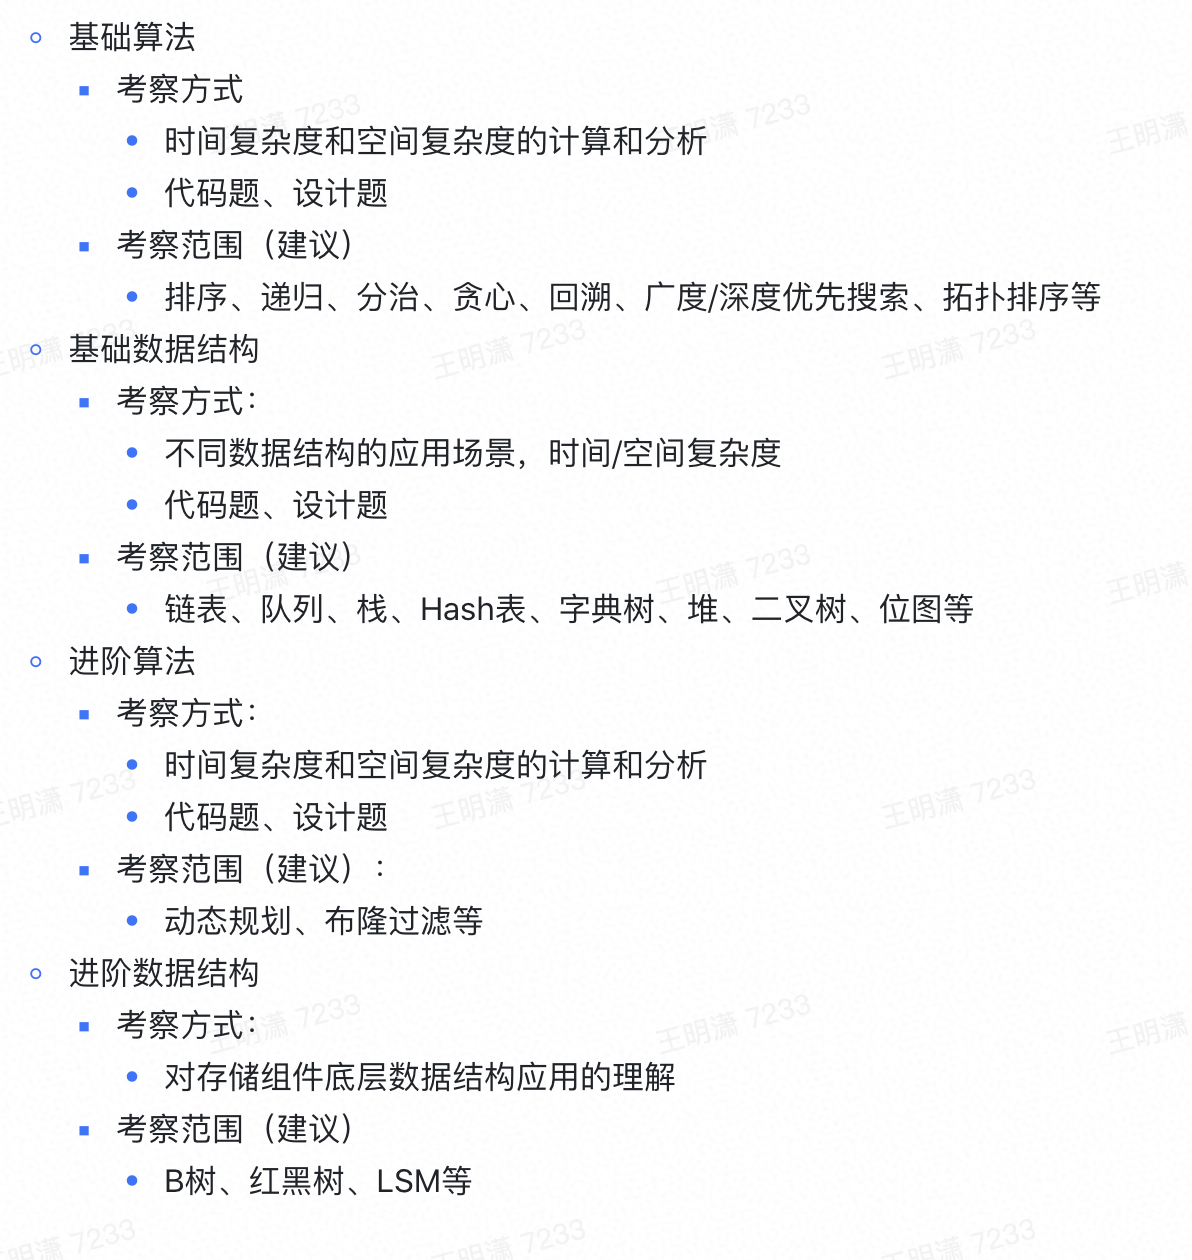 基础算法
考察方式
时间复杂度和空间复杂度的计算和分析
代码题、设计题
考察范围（建议）
排序、递归、分治、贪心、回溯、广度/深度优先搜索、拓扑排序等
基础数据结构
考察方式：
不同数据结构的应用场景，时间/空间复杂度
代码题、设计题
考察范围（建议）
链表、队列、栈、Hash表、字典树、堆、二叉树、位图等
进阶算法
考察方式：
时间复杂度和空间复杂度的计算和分析
代码题、设计题
考察范围（建议）：
动态规划、布隆过滤等
进阶数据结构
考察方式：
对存储组件底层数据结构应用的理解
考察范围（建议）
B树、红黑树、LSM等
王明潇 7233